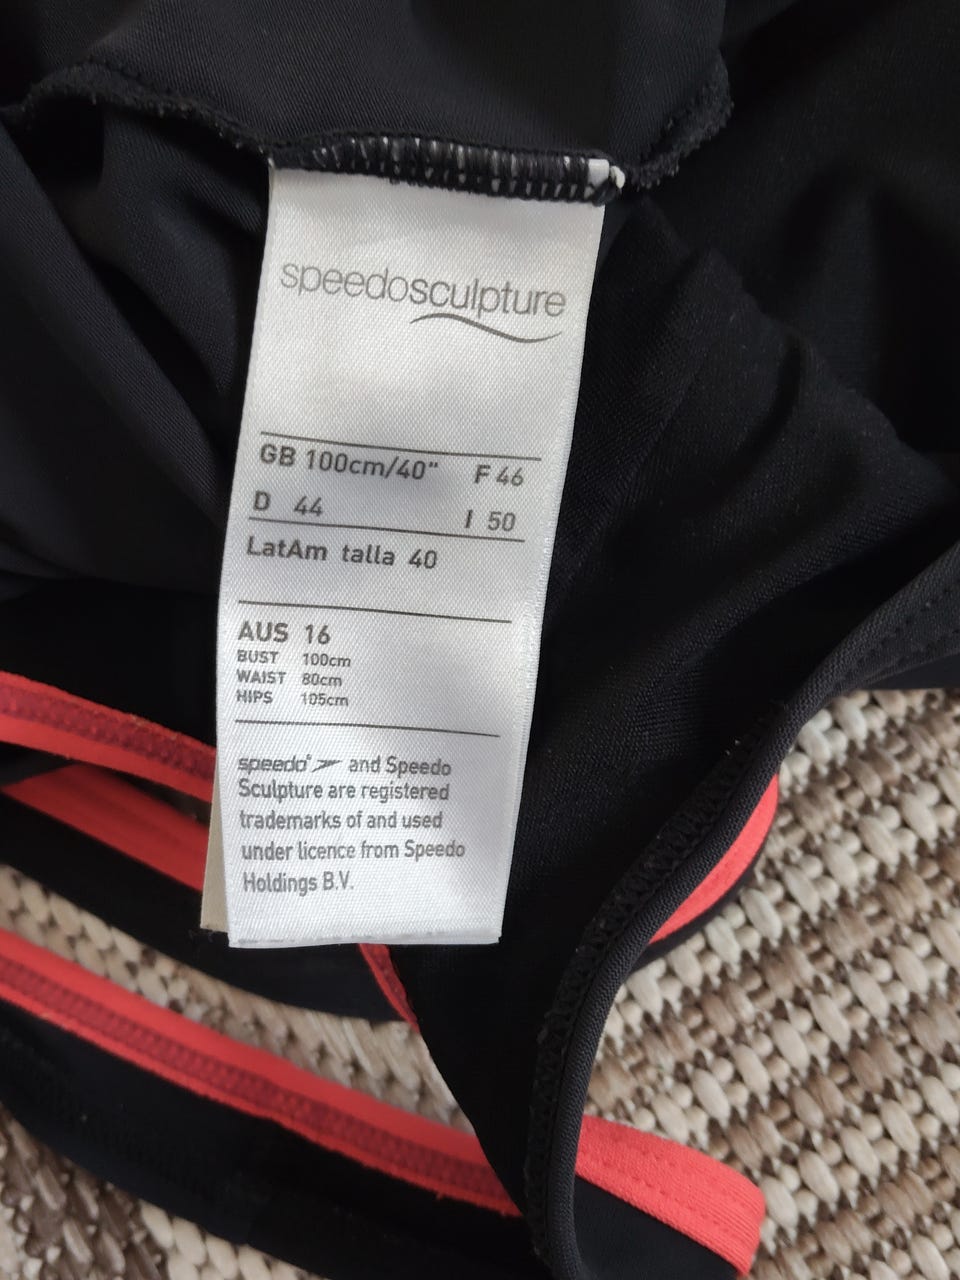 speedosculpture
GB 100cm/40" F 46
D 44 I 50
LatAm talla 40
AUS 16
BUST 100cm
WAIST 80cm
HIPS 105cm
speedo® and Speedo
Sculpture are registered
trademarks of and used
under licence from Speedo
Holdings B.V.